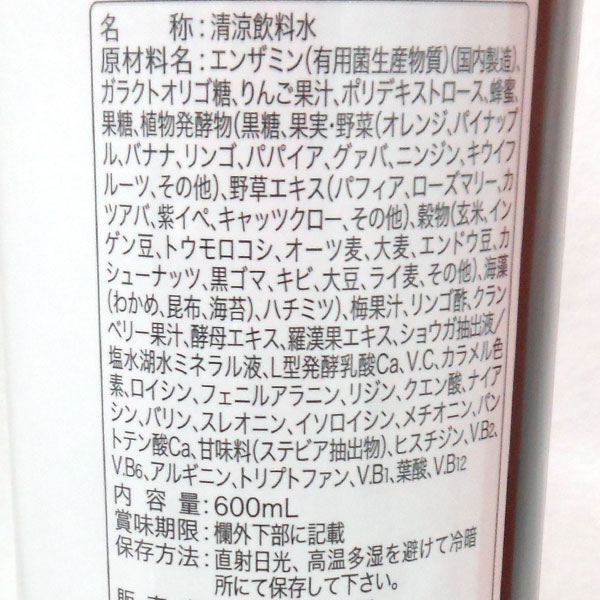 名　　称：清涼飲料水
原材料名：エンザミン(有用菌生産物質)(国内製造)、
ガラクトオリゴ糖、りんご果汁、ポリデキストロース、蜂蜜、
果糖、植物発酵物(黒糖、果実・野菜(オレンジ、パイナップ
ル、バナナ、リンゴ、パパイア、グァバ、ニンジン、キウイフ
ルーツ、その他)、野草エキス(パフィア、ローズマリー、カ
ツアバ、紫イペ、キャッツクロー、その他)、穀物(玄米、イン
ゲン豆、トウモロコシ、オーツ麦、大麦、エンドウ豆、カ
シューナッツ、黒ゴマ、キビ、大豆、ライ麦、その他)、海藻
(わかめ、昆布、海苔)、ハチミツ)、梅果汁、リンゴ酢、クラン
ベリー果汁、酵母エキス、羅漢果エキス、ショウガ抽出液／
塩水湖水ミネラル液、L型発酵乳酸Ca、V.C、カラメル色
素、ロイシン、フェニルアラニン、リジン、クエン酸、ナイア
シン、バリン、スレオニン、イソロイシン、メチオニン、パン
トテン酸Ca、甘味料(ステビア抽出物)、ヒスチジン、V.B2、
V.B6、アルギニン、トリプトファン、V.B1、葉酸、V.B12
内 容 量：600mL
賞味期限：欄外下部に記載
保存方法：直射日光、高温多湿を避けて冷暗
所にて保存して下さい。